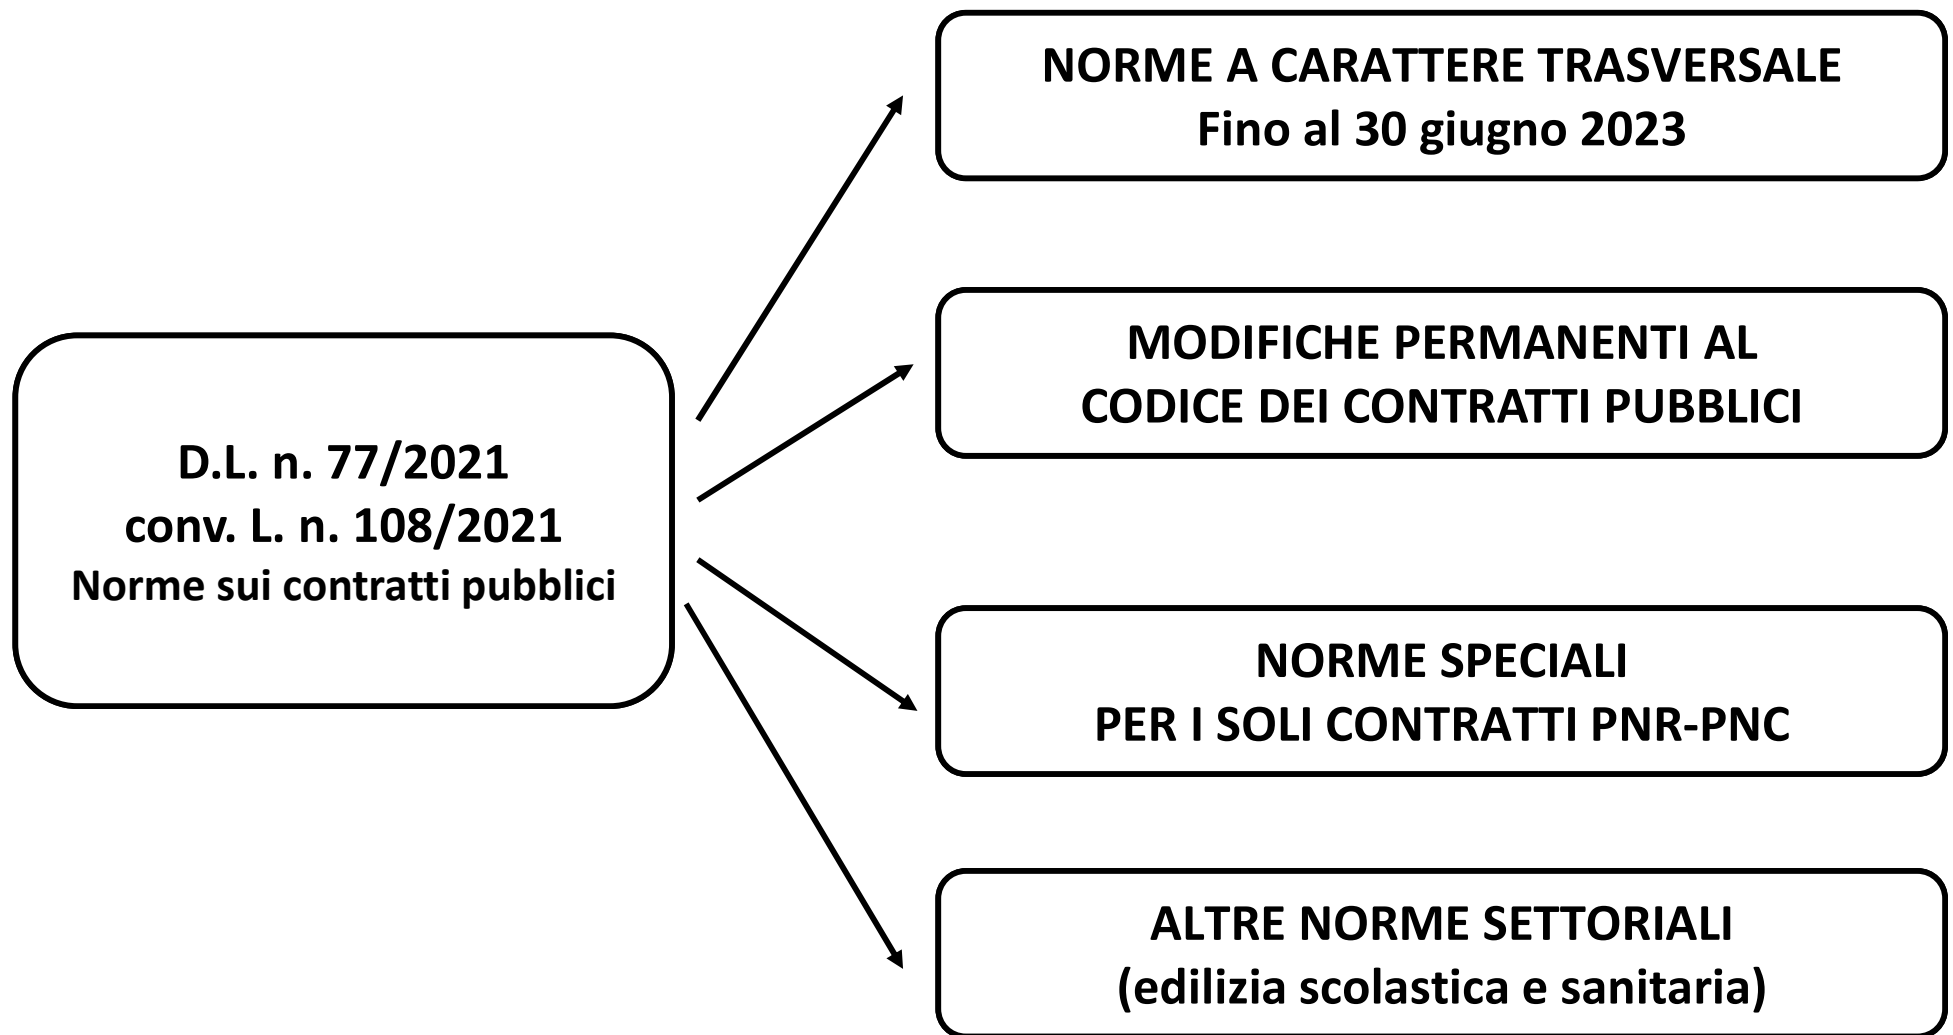 NORME A CARATTERE TRASVERSALE
Fino al 30 giugno 2023
MODIFICHE PERMANENTI AL
CODICE DEI CONTRATTI PUBBLICI
D.L. n. 77/2021
conv. L. n. 108/2021
Norme sui contratti pubblici
NORME SPECIALI
PER I SOLI CONTRATTI PNR-PNC
ALTRE NORME SETTORIALI
(edilizia scolastica e sanitaria)